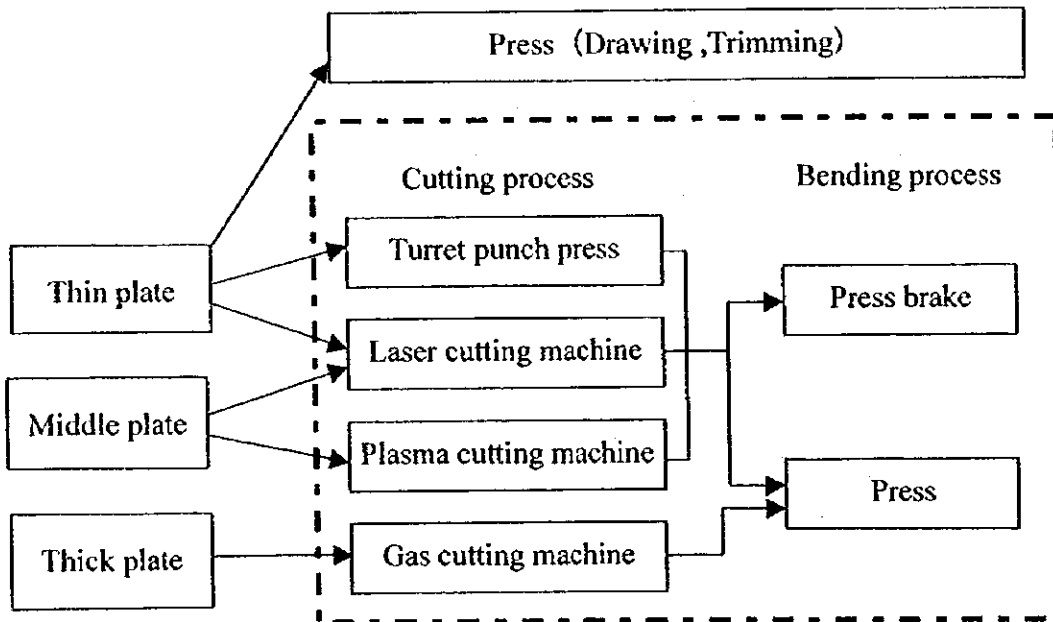 Press (Drawing ,Trimming)
Cutting process
Bending process
Turret punch press
Thin plate
Press brake
Laser cutting machine
Middle plate
Plasma cutting machine
Press
Thick plate
Gas cutting machine